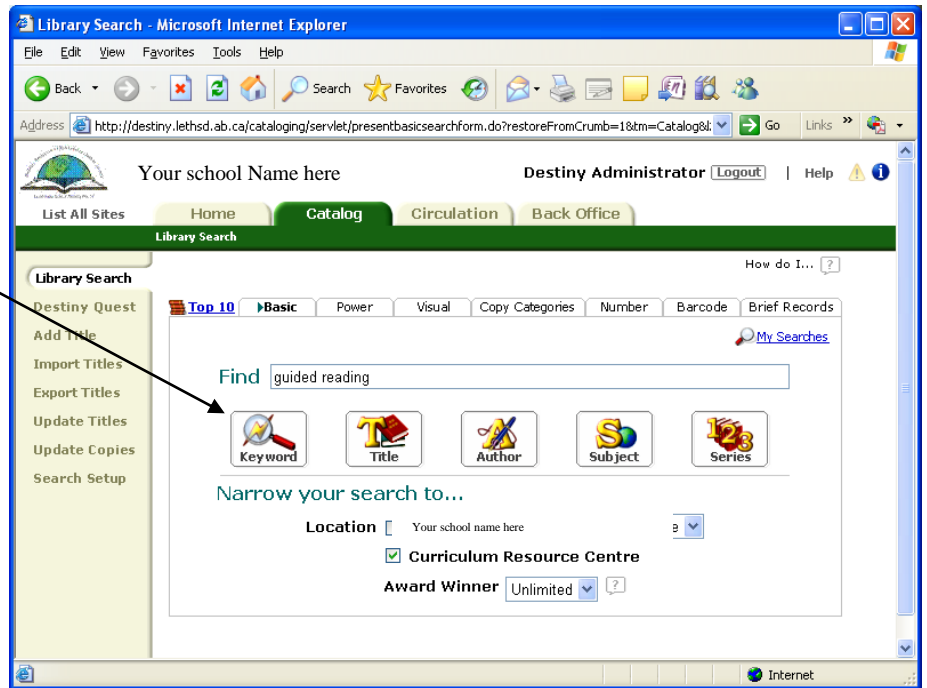 Library Search - Microsoft Internet Explorer
File Edit View Favorites Tools Help
Back Search Favorites
Address http://destiny.lethsd.ab.ca/cataloging/servlet/presentbasicsearchform.do?restoreFromCrumb=1&tm=Catalog&l: Go Links »
Your school Name here Destiny Administrator Logout | Help
List All Sites Home Catalog Circulation Back Office
Library Search
How do I... ?
Library Search
Destiny Quest
Add Title
Import Titles
Export Titles
Update Titles
Update Copies
Search Setup
Top 10 Basic Power Visual Copy Categories Number Barcode Brief Records
My Searches
Find guided reading
Keyword Title Author Subject Series
Narrow your search to...
Location Your school name here e
Curriculum Resource Centre
Award Winner Unlimited ?
Internet